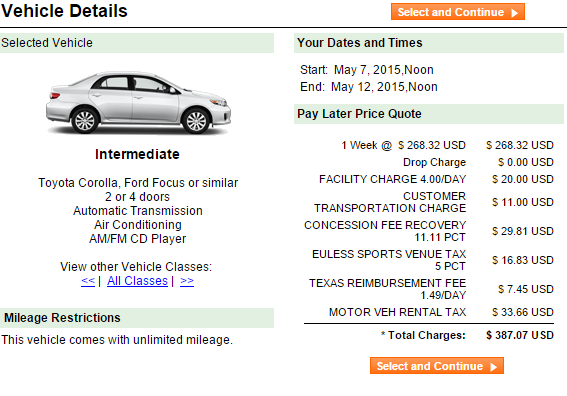 Vehicle Details
Select and Continue
Selected Vehicle
Intermediate
Toyota Corolla, Ford Focus or similar
2 or 4 doors
Automatic Transmission
Air Conditioning
AM/FM CD Player
View other Vehicle Classes:
<< | All Classes | >>
Mileage Restrictions
This vehicle comes with unlimited mileage.
Your Dates and Times
Start: May 7, 2015,Noon
End: May 12, 2015,Noon
Pay Later Price Quote
1 Week @ $ 268.32 USD $ 268.32 USD
Drop Charge $ 0.00 USD
FACILITY CHARGE 4.00/DAY $ 20.00 USD
CUSTOMER
TRANSPORTATION CHARGE $ 11.00 USD
CONCESSION FEE RECOVERY
11.11 PCT $ 29.81 USD
EULESS SPORTS VENUE TAX
5 PCT $ 16.83 USD
TEXAS REIMBURSEMENT FEE
1.49/DAY $ 7.45 USD
MOTOR VEH RENTAL TAX $ 33.66 USD
* Total Charges: $ 387.07 USD
Select and Continue